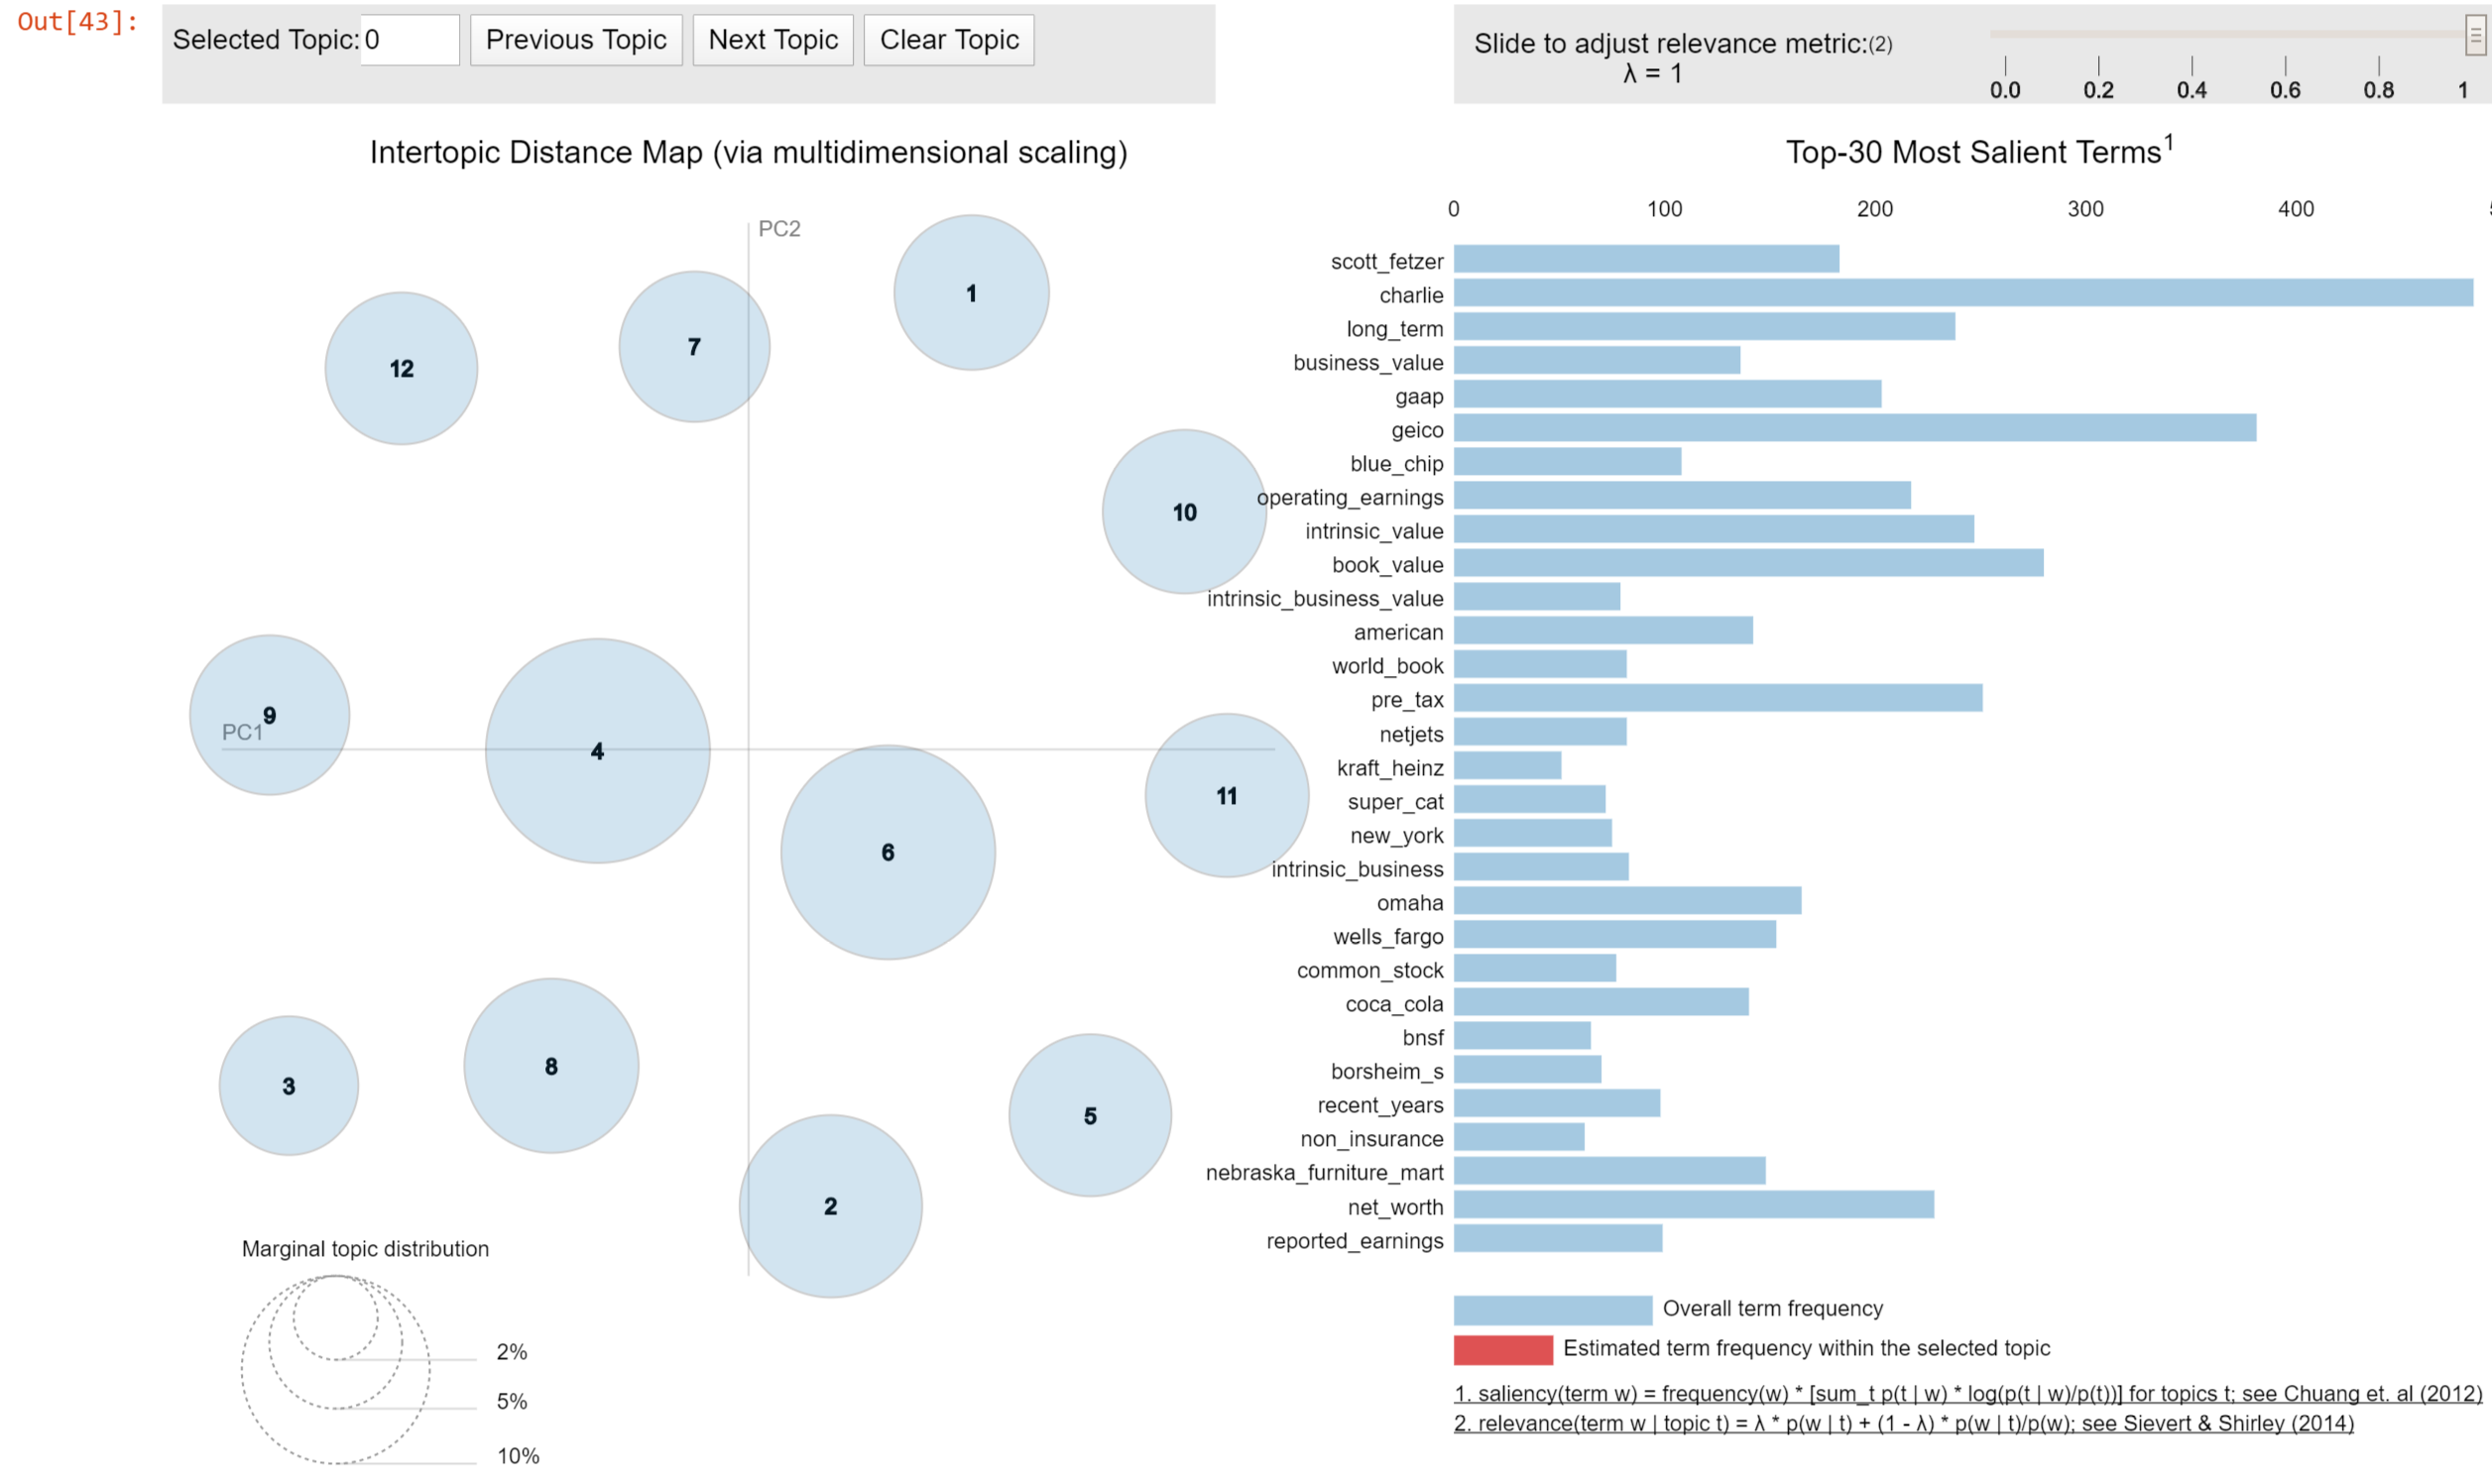 Out[43]:
Selected Topic: 0 Previous Topic Next Topic Clear Topic
Slide to adjust relevance metric:(2)
λ = 1
0.0 0.2 0.4 0.6 0.8 1
Intertopic Distance Map (via multidimensional scaling)
PC2
PC1
1
7
12
10
9
4
11
6
3
8
5
2
Marginal topic distribution
2%
5%
10%
Top-30 Most Salient Terms1
0 100 200 300 400
scott_fetzer
charlie
long_term
business_value
gaap
geico
blue_chip
operating_earnings
intrinsic_value
book_value
intrinsic_business_value
american
world_book
pre_tax
netjets
kraft_heinz
super_cat
new_york
intrinsic_business
omaha
wells_fargo
common_stock
coca_cola
bnsf
borsheim_s
recent_years
non_insurance
nebraska_furniture_mart
net_worth
reported_earnings
Overall term frequency
Estimated term frequency within the selected topic
1. saliency(term w) = frequency(w) * [sum_t p(t | w) * log(p(t | w)/p(t))] for topics t; see Chuang et. al (2012)
2. relevance(term w | topic t) = λ * p(w | t) + (1 - λ) * p(w | t)/p(w); see Sievert & Shirley (2014)